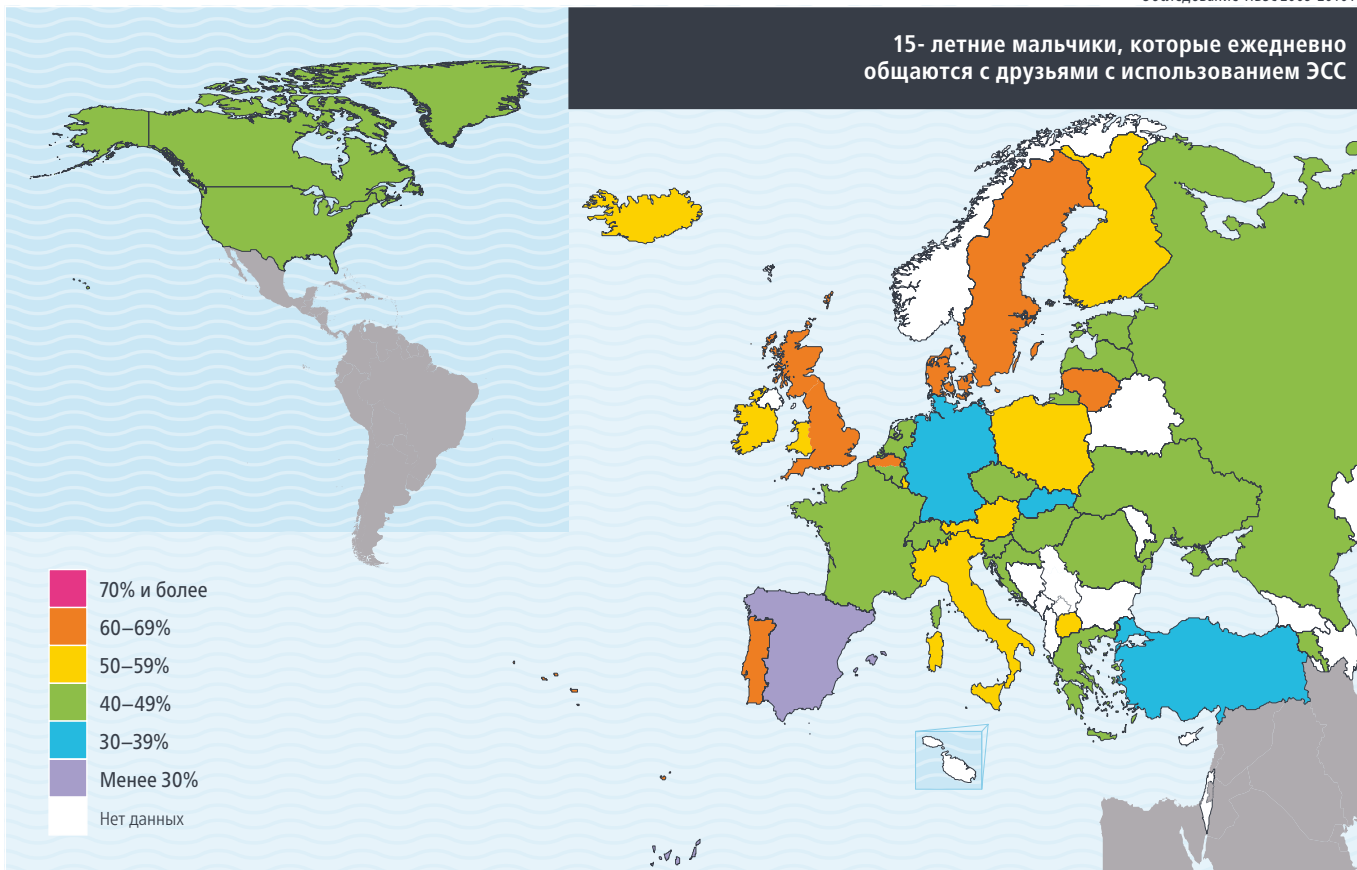 15- летние мальчики, которые ежедневно
общаются с друзьями с использованием ЭСС
70% и более
60–69%
50–59%
40–49%
30–39%
Менее 30%
Нет данных